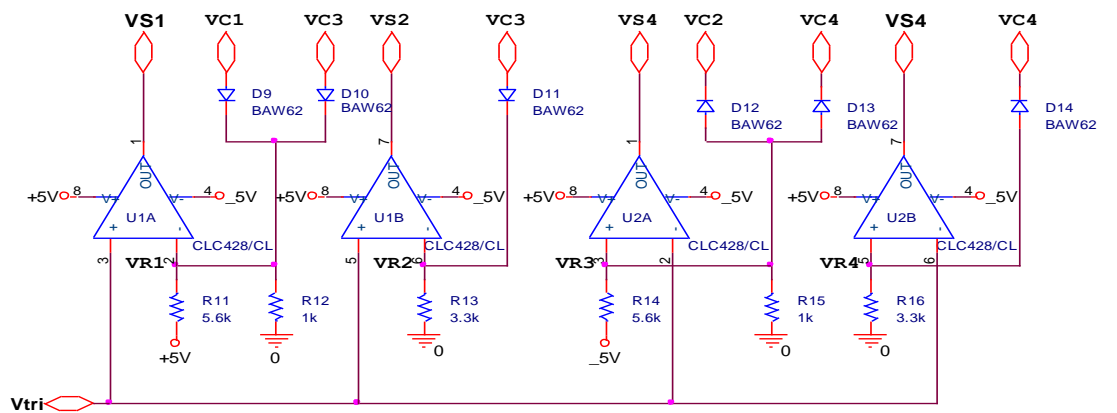 VS1 VC1 VC3 VS2 VC3 VS4 VC2 VC4 VS4 VC4
D9 D10 D11 D12 D13 D14
BAW62 BAW62 BAW62 BAW62 BAW62 BAW62
1 7 1 7
OUT OUT OUT OUT
+5V 8 V+ V- 4 _5V +5V 8 V+ V- 4 _5V +5V 8 V+ V- 4 _5V +5V 8 V+ V- 4 _5V
U1A U1B U2A U2B
+ - + - + - + -
CLC428/CL CLC428/CL CLC428/CL CLC428/CL
3 VR1 2 5 VR2 6 VR3 3 2 VR4 5 6
R11 R12 R13 R14 R15 R16
5.6k 1k 3.3k 5.6k 1k 3.3k
+5V 0 0 _5V 0 0
Vtri